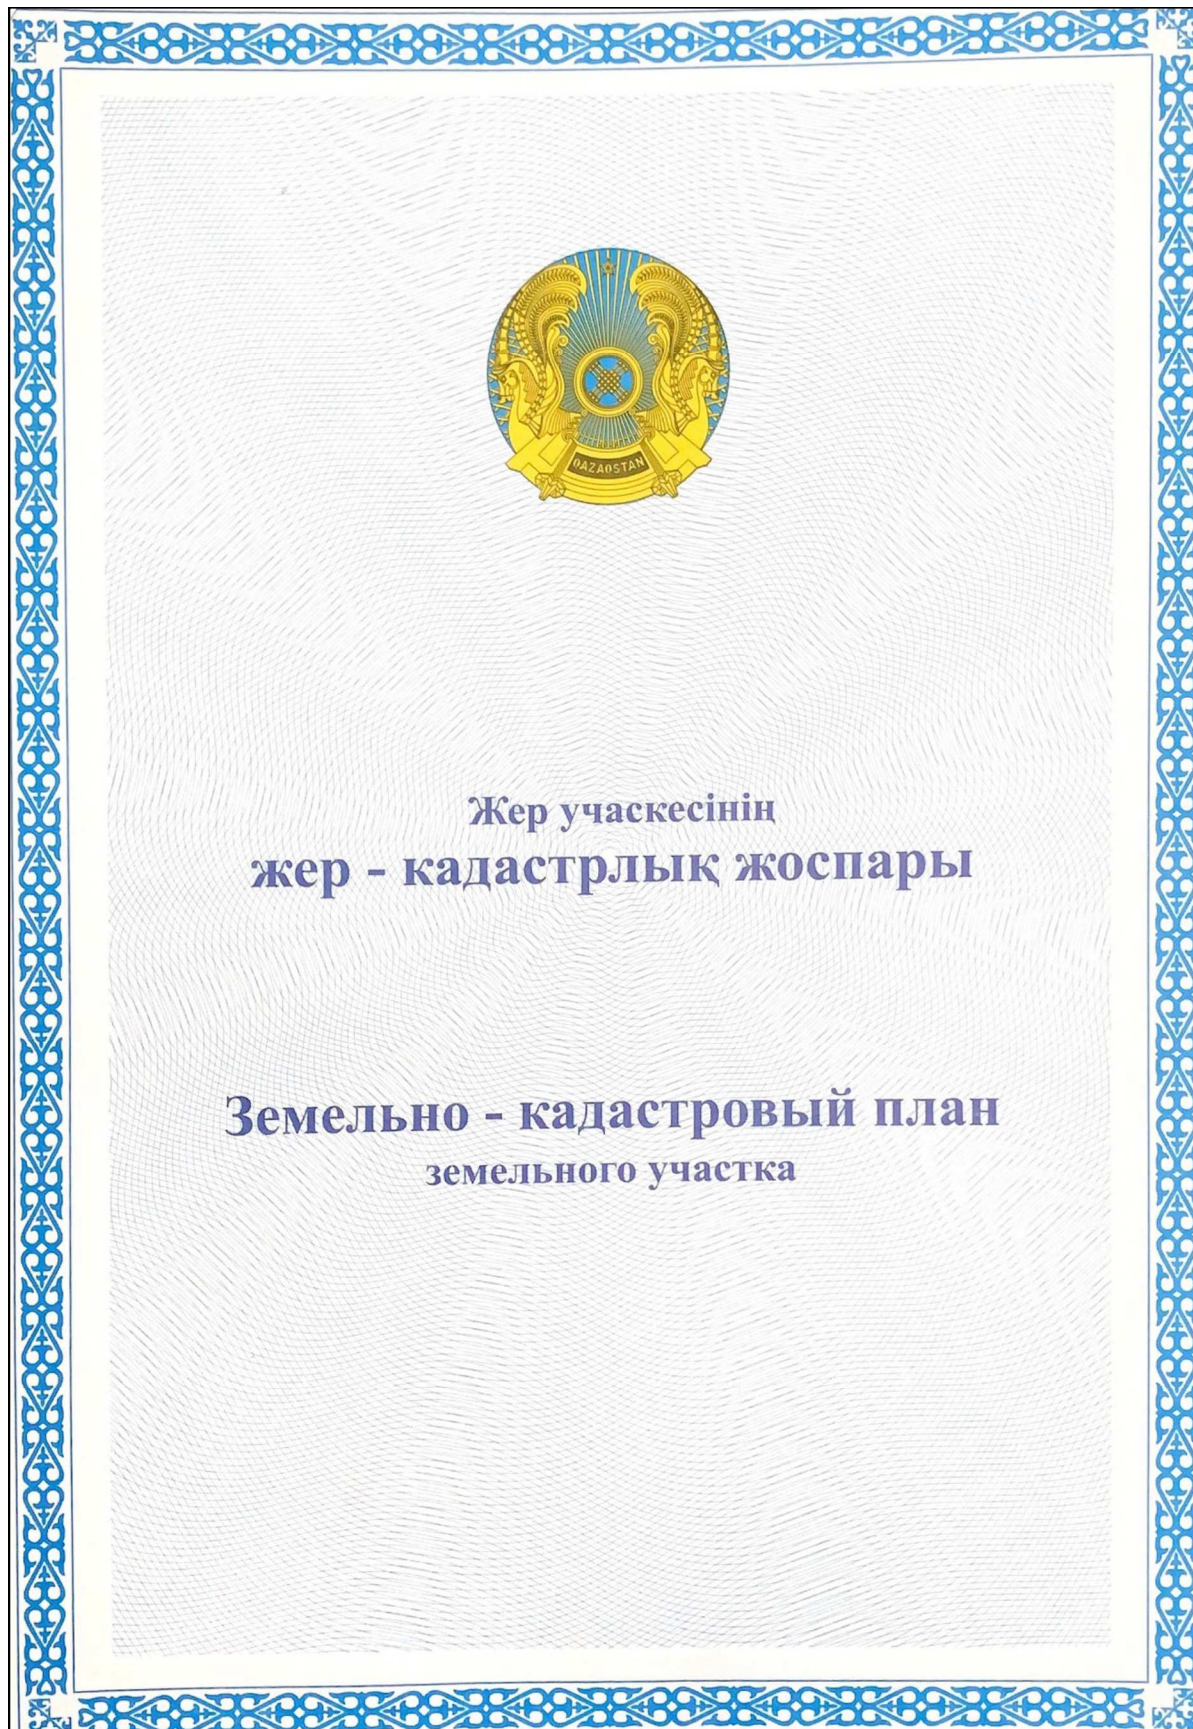 QAZAQSTAN
Жер учаскесінің
жер - кадастрлық жоспары
Земельно - кадастровый план
земельного участка